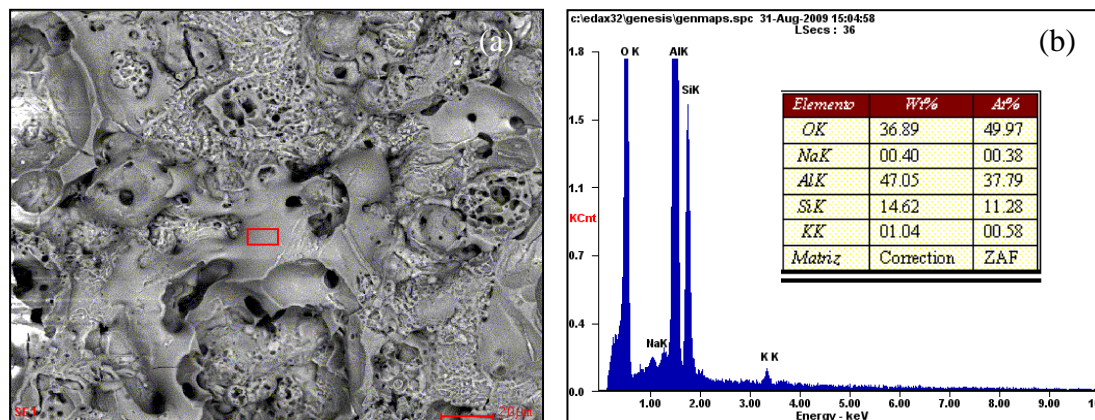 (a)
SE1
20µm
c:\edax32\genesis\genmaps.spc 31-Aug-2009 15:04:58
LSecs : 36
(b)
1.8
1.5
1.1
KCnt
0.7
0.4
0.0
O K
AlK
SiK
NaK
K K
Elemento Wt% At%
OK 36.89 49.97
NaK 00.40 00.38
AlK 47.05 37.79
SiK 14.62 11.28
KK 01.04 00.58
Matriz Correction ZAF
1.00 2.00 3.00 4.00 5.00 6.00 7.00 8.00 9.00
Energy - keV